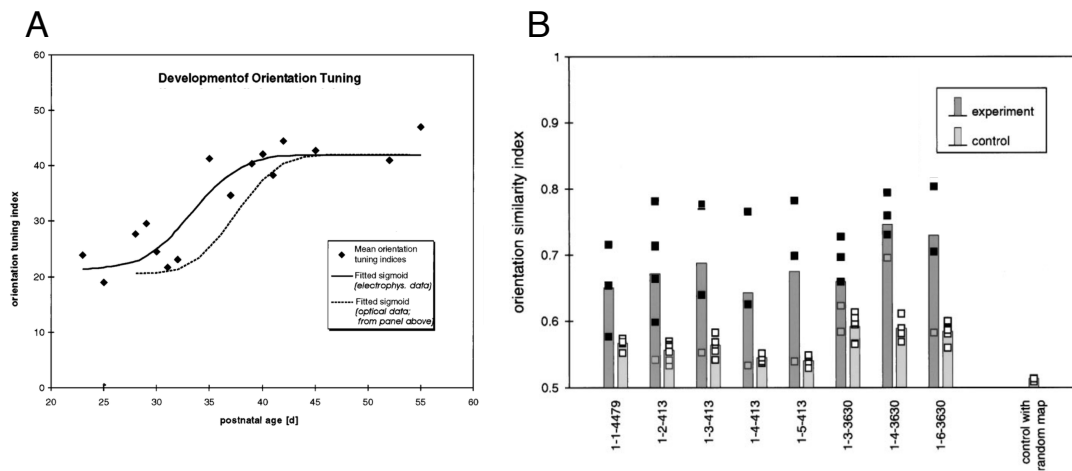 A
B
60
50
40
30
20
10
0
Developmentof Orientation Tuning
orientation tuning index
Mean orientation
tuning indices
Fitted sigmoid
(electrophys. data)
Fitted sigmoid
(optical data;
from panel above)
20
25
30
35
40
45
50
55
60
postnatal age [d]
1
0.9
0.8
0.7
0.6
0.5
orientation similarity index
experiment
control
1-1-4479
1-2-413
1-3-413
1-4-413
1-5-413
1-3-3630
1-4-3630
1-6-3630
control with
random map